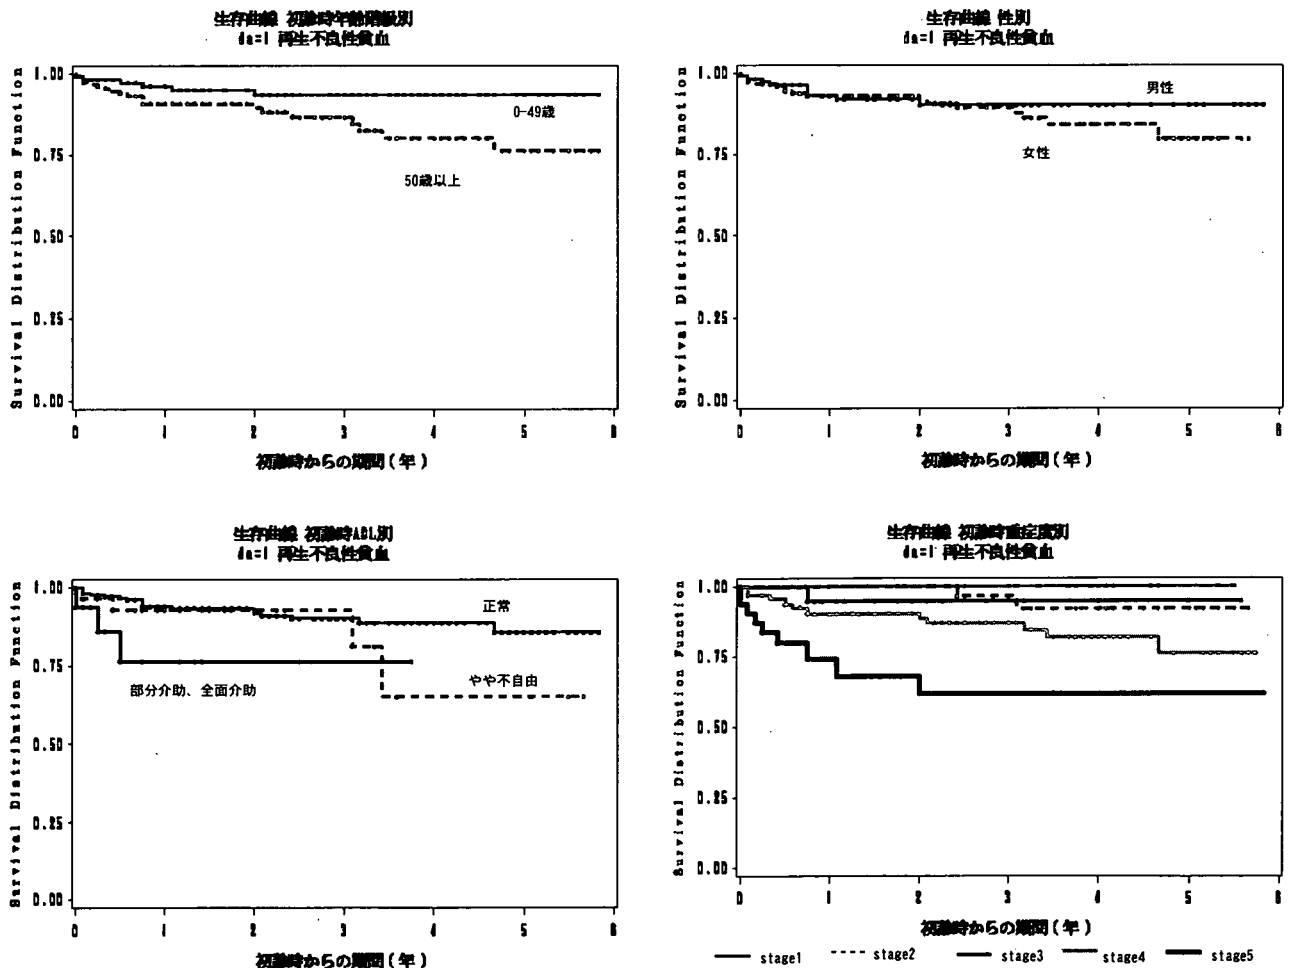 生存曲線 初診時年齢階級別
da=1 再生不良性貧血
Survival Distribution Function
1.00
0.75
0.50
0.25
0.00
0-49歳
50歳以上
0 1 2 3 4 5 6
初診時からの期間(年)
生存曲線 性別
da=1 再生不良性貧血
Survival Distribution Function
1.00
0.75
0.50
0.25
0.00
男性
女性
0 1 2 3 4 5 6
初診時からの期間(年)
生存曲線 初診時ADL別
da=1 再生不良性貧血
Survival Distribution Function
1.00
0.75
0.50
0.25
0.00
正常
やや不自由
部分介助、全面介助
0 1 2 3 4 5 6
初診時からの期間(年)
生存曲線 初診時重症度別
da=1 再生不良性貧血
Survival Distribution Function
1.00
0.75
0.50
0.25
0.00
0 1 2 3 4 5 6
初診時からの期間(年)
stage1 stage2 stage3 stage4 stage5